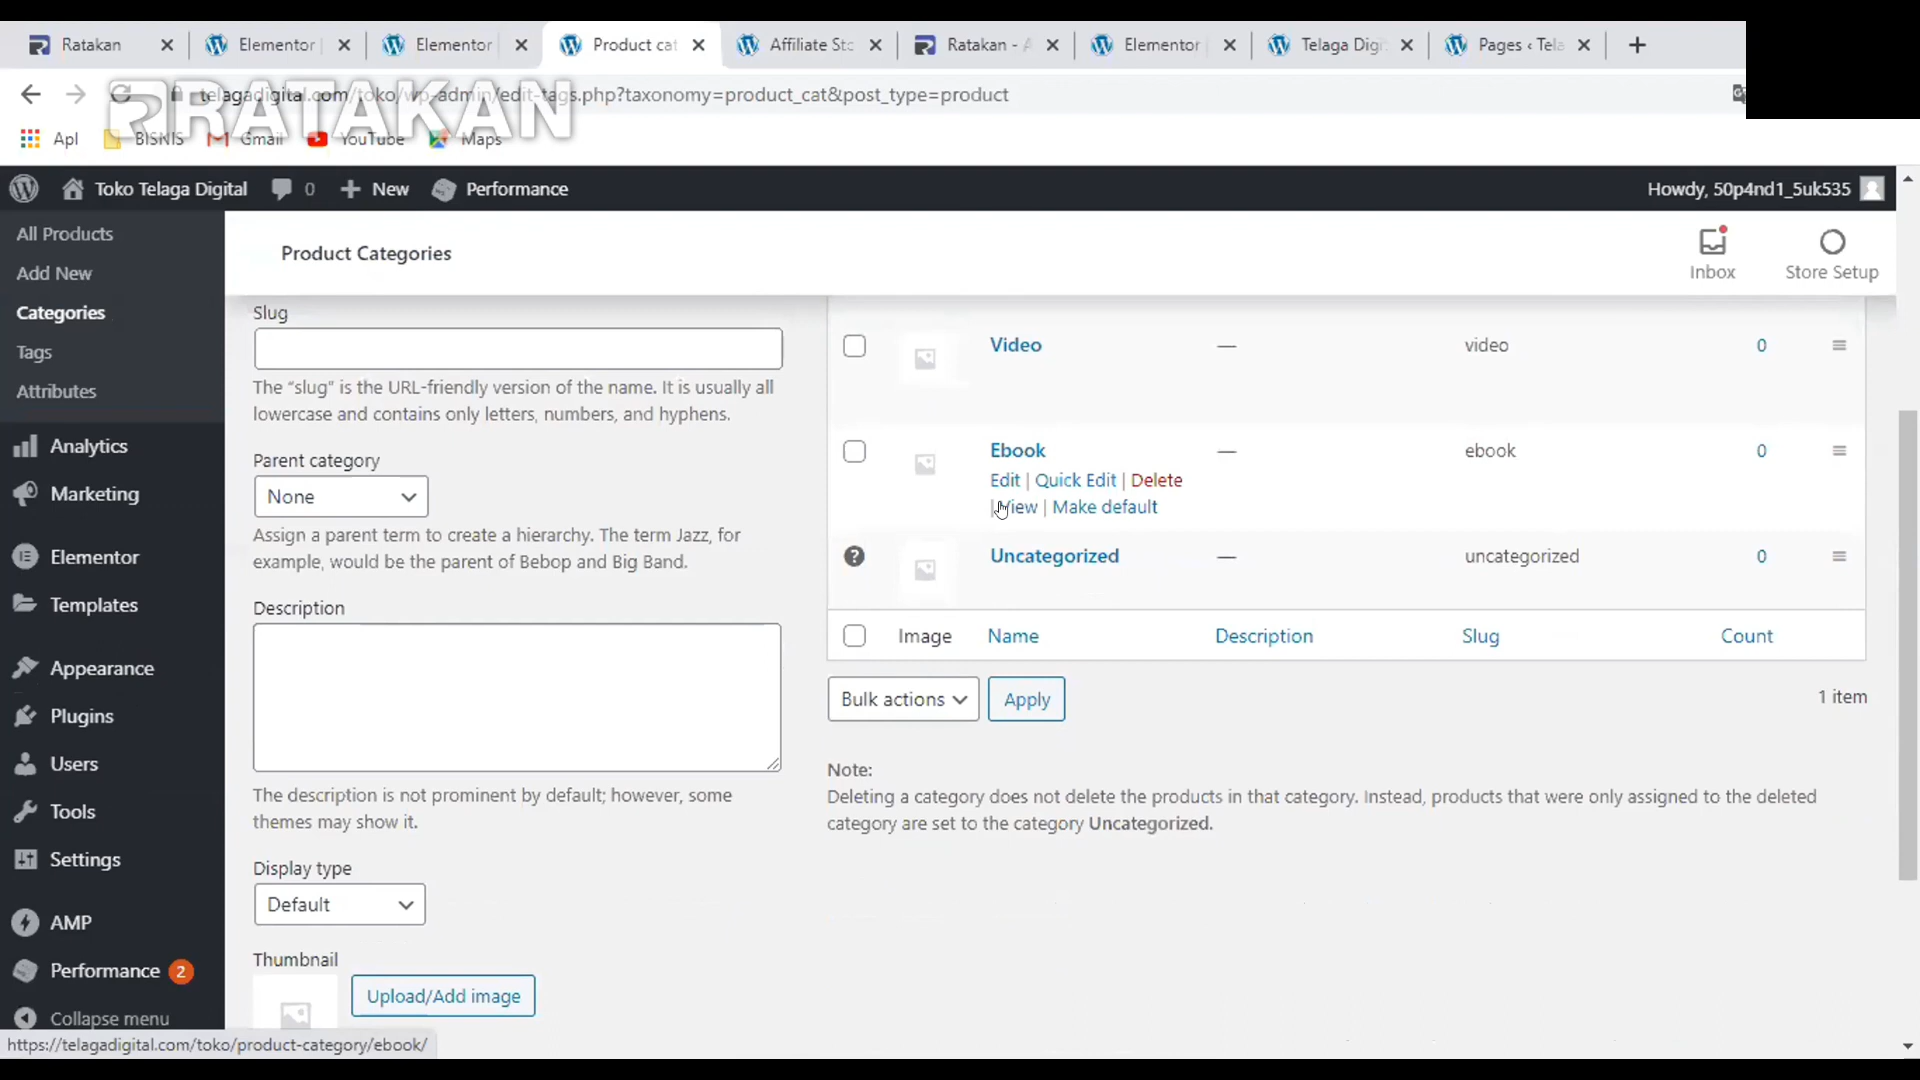 Ratakan
Elementor
Elementor
Product cat
Affiliate Sto
Ratakan - A
Elementor
Telaga Digi
Pages ‹ Tela
telagadigital.com/toko/wp-admin/edit-tags.php?taxonomy=product_cat&post_type=product
RATAKAN
Apl
BISNIS
Gmail
YouTube
Maps
Toko Telaga Digital
0
New
Performance
Howdy, 50p4nd1_5uk535
All Products
Add New
Categories
Tags
Attributes
Analytics
Marketing
Elementor
Templates
Appearance
Plugins
Users
Tools
Settings
AMP
Performance 2
Collapse menu
Product Categories
Inbox
Store Setup
Slug
The “slug” is the URL-friendly version of the name. It is usually all
lowercase and contains only letters, numbers, and hyphens.
Parent category
None
Assign a parent term to create a hierarchy. The term Jazz, for
example, would be the parent of Bebop and Big Band.
Description
The description is not prominent by default; however, some
themes may show it.
Display type
Default
Thumbnail
Upload/Add image
Video — video 0
Ebook — ebook 0
Edit | Quick Edit | Delete
| View | Make default
Uncategorized — uncategorized 0
Image Name Description Slug Count
Bulk actions Apply
1 item
Note:
Deleting a category does not delete the products in that category. Instead, products that were only assigned to the deleted
category are set to the category Uncategorized.
https://telagadigital.com/toko/product-category/ebook/